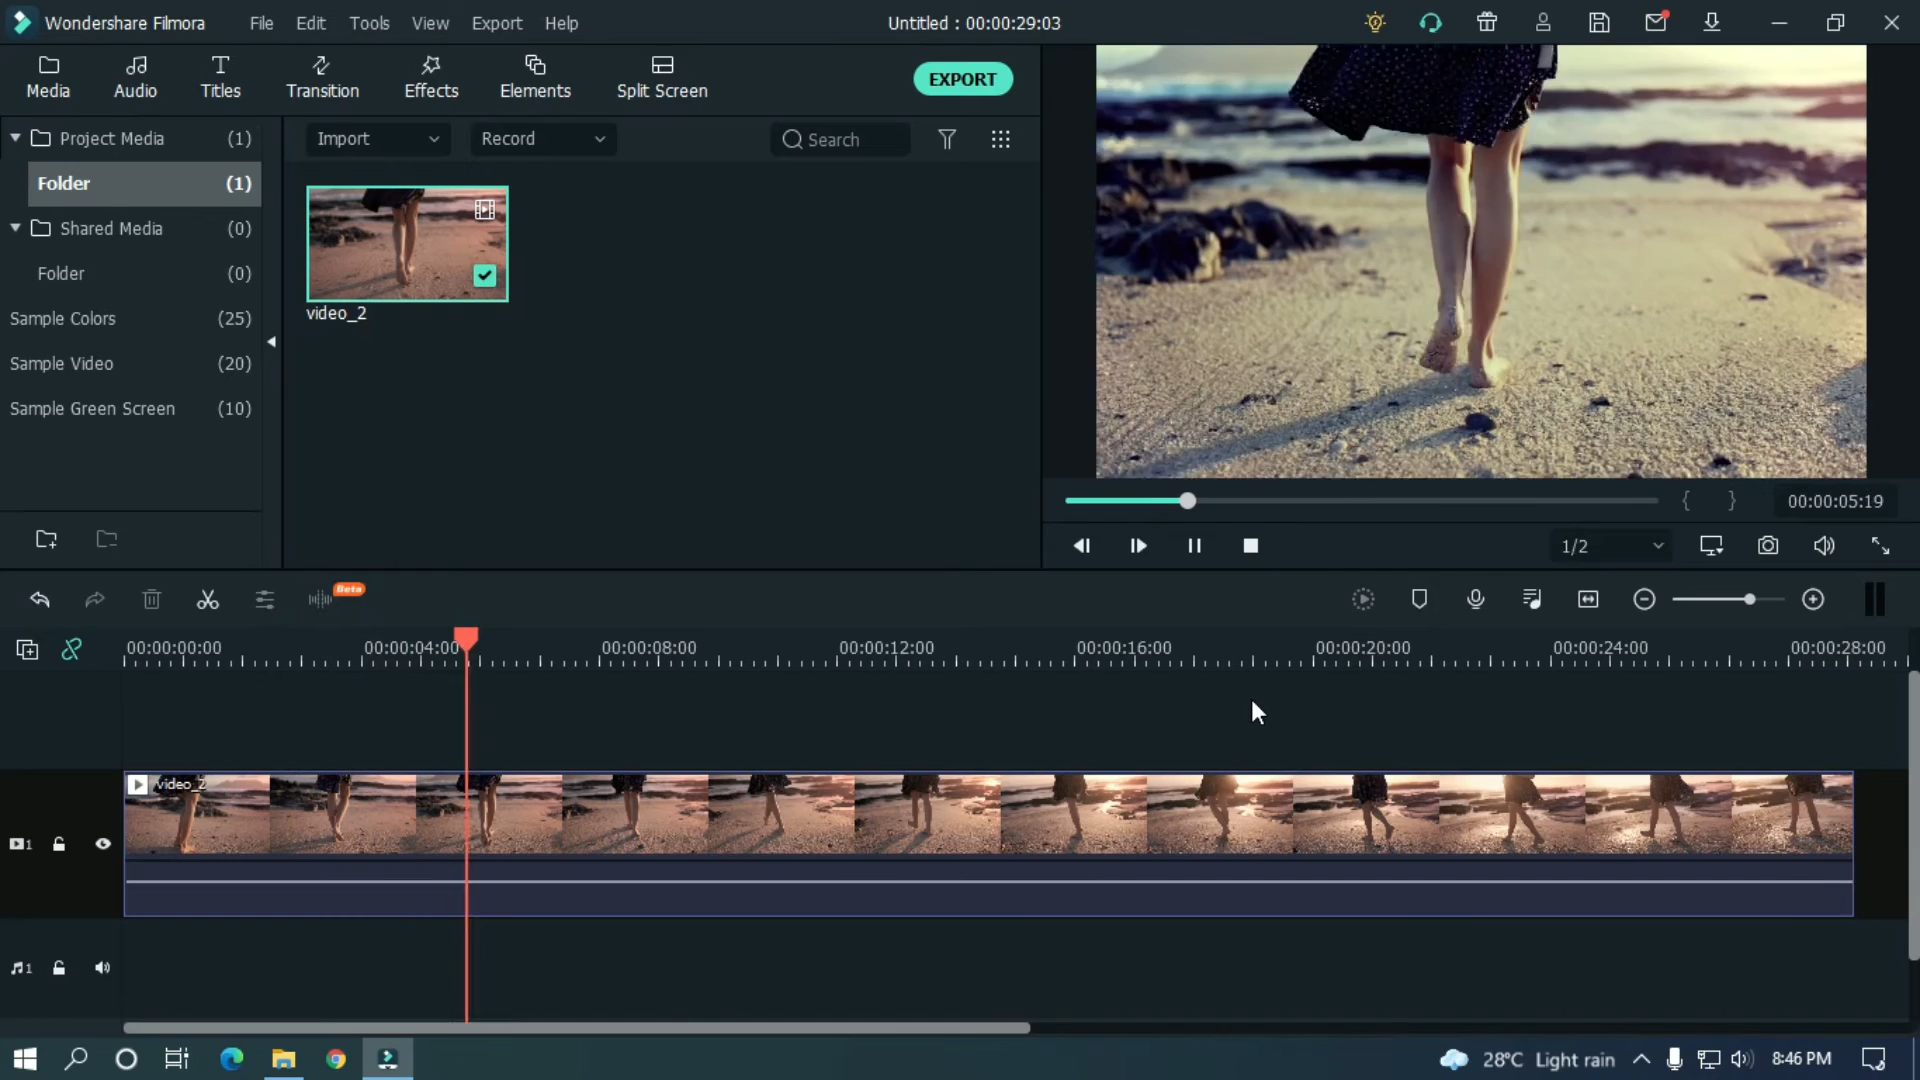 Wondershare Filmora File Edit Tools View Export Help Untitled : 00:00:29:03
Media Audio Titles Transition Effects Elements Split Screen EXPORT
Project Media (1) Import Record Search
Folder (1)
Shared Media (0)
Folder (0)
Sample Colors (25)
Sample Video (20)
Sample Green Screen (10)
video_2
{ } 00:00:05:19
1/2
Beta
00:00:00:00 00:00:04:00 00:00:08:00 00:00:12:00 00:00:16:00 00:00:20:00 00:00:24:00 00:00:28:00
video_2
1
1
28°C Light rain 8:46 PM